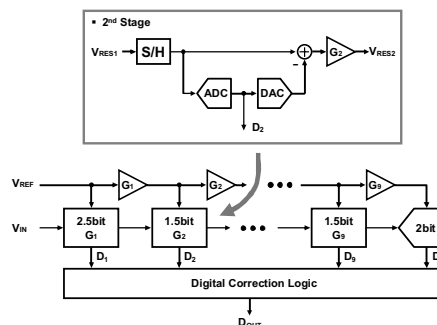 ▪ 2nd Stage
VRES1
S/H
G2
VRES2
ADC
DAC
D2
VREF
G1
G2
G9
VIN
2.5bit
G1
1.5bit
G2
1.5bit
G9
2bit
D1
D2
D9
D
Digital Correction Logic
DOUT